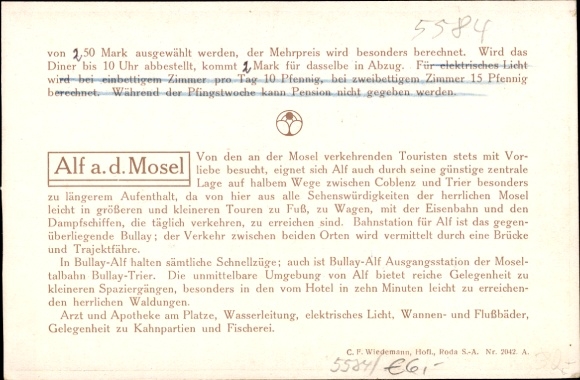 5584
von 2,50 Mark ausgewählt werden, der Mehrpreis wird besonders berechnet. Wird das
Diner bis 10 Uhr abbestellt, kommt 2 Mark für dasselbe in Abzug. Für elektrisches Licht
wird bei einbettigem Zimmer pro Tag 10 Pfennig, bei zweibettigem Zimmer 15 Pfennig
berechnet. Während der Pfingstwoche kann Pension nicht gegeben werden.
Alf a. d. Mosel
Von den an der Mosel verkehrenden Touristen stets mit Vor-
liebe besucht, eignet sich Alf auch durch seine günstige zentrale
Lage auf halbem Wege zwischen Coblenz und Trier besonders
zu längerem Aufenthalt, da von hier aus alle Sehenswürdigkeiten der herrlichen Mosel
leicht in größeren und kleineren Touren zu Fuß, zu Wagen, mit der Eisenbahn und den
Dampfschiffen, die täglich verkehren, zu erreichen sind. Bahnstation für Alf ist das gegen-
überliegende Bullay; der Verkehr zwischen beiden Orten wird vermittelt durch eine Brücke
und Trajektfähre.
In Bullay-Alf halten sämtliche Schnellzüge; auch ist Bullay-Alf Ausgangsstation der Mosel-
talbahn Bullay-Trier. Die unmittelbare Umgebung von Alf bietet reiche Gelegenheit zu
kleineren Spaziergängen, besonders in den vom Hotel in zehn Minuten leicht zu erreichen-
den herrlichen Waldungen.
Arzt und Apotheke am Platze, Wasserleitung, elektrisches Licht, Wannen- und Flußbäder,
Gelegenheit zu Kahnpartien und Fischerei.
C. F. Wiedemann, Hofl., Roda S.-A. Nr. 2042. A.
5584/ €6,-